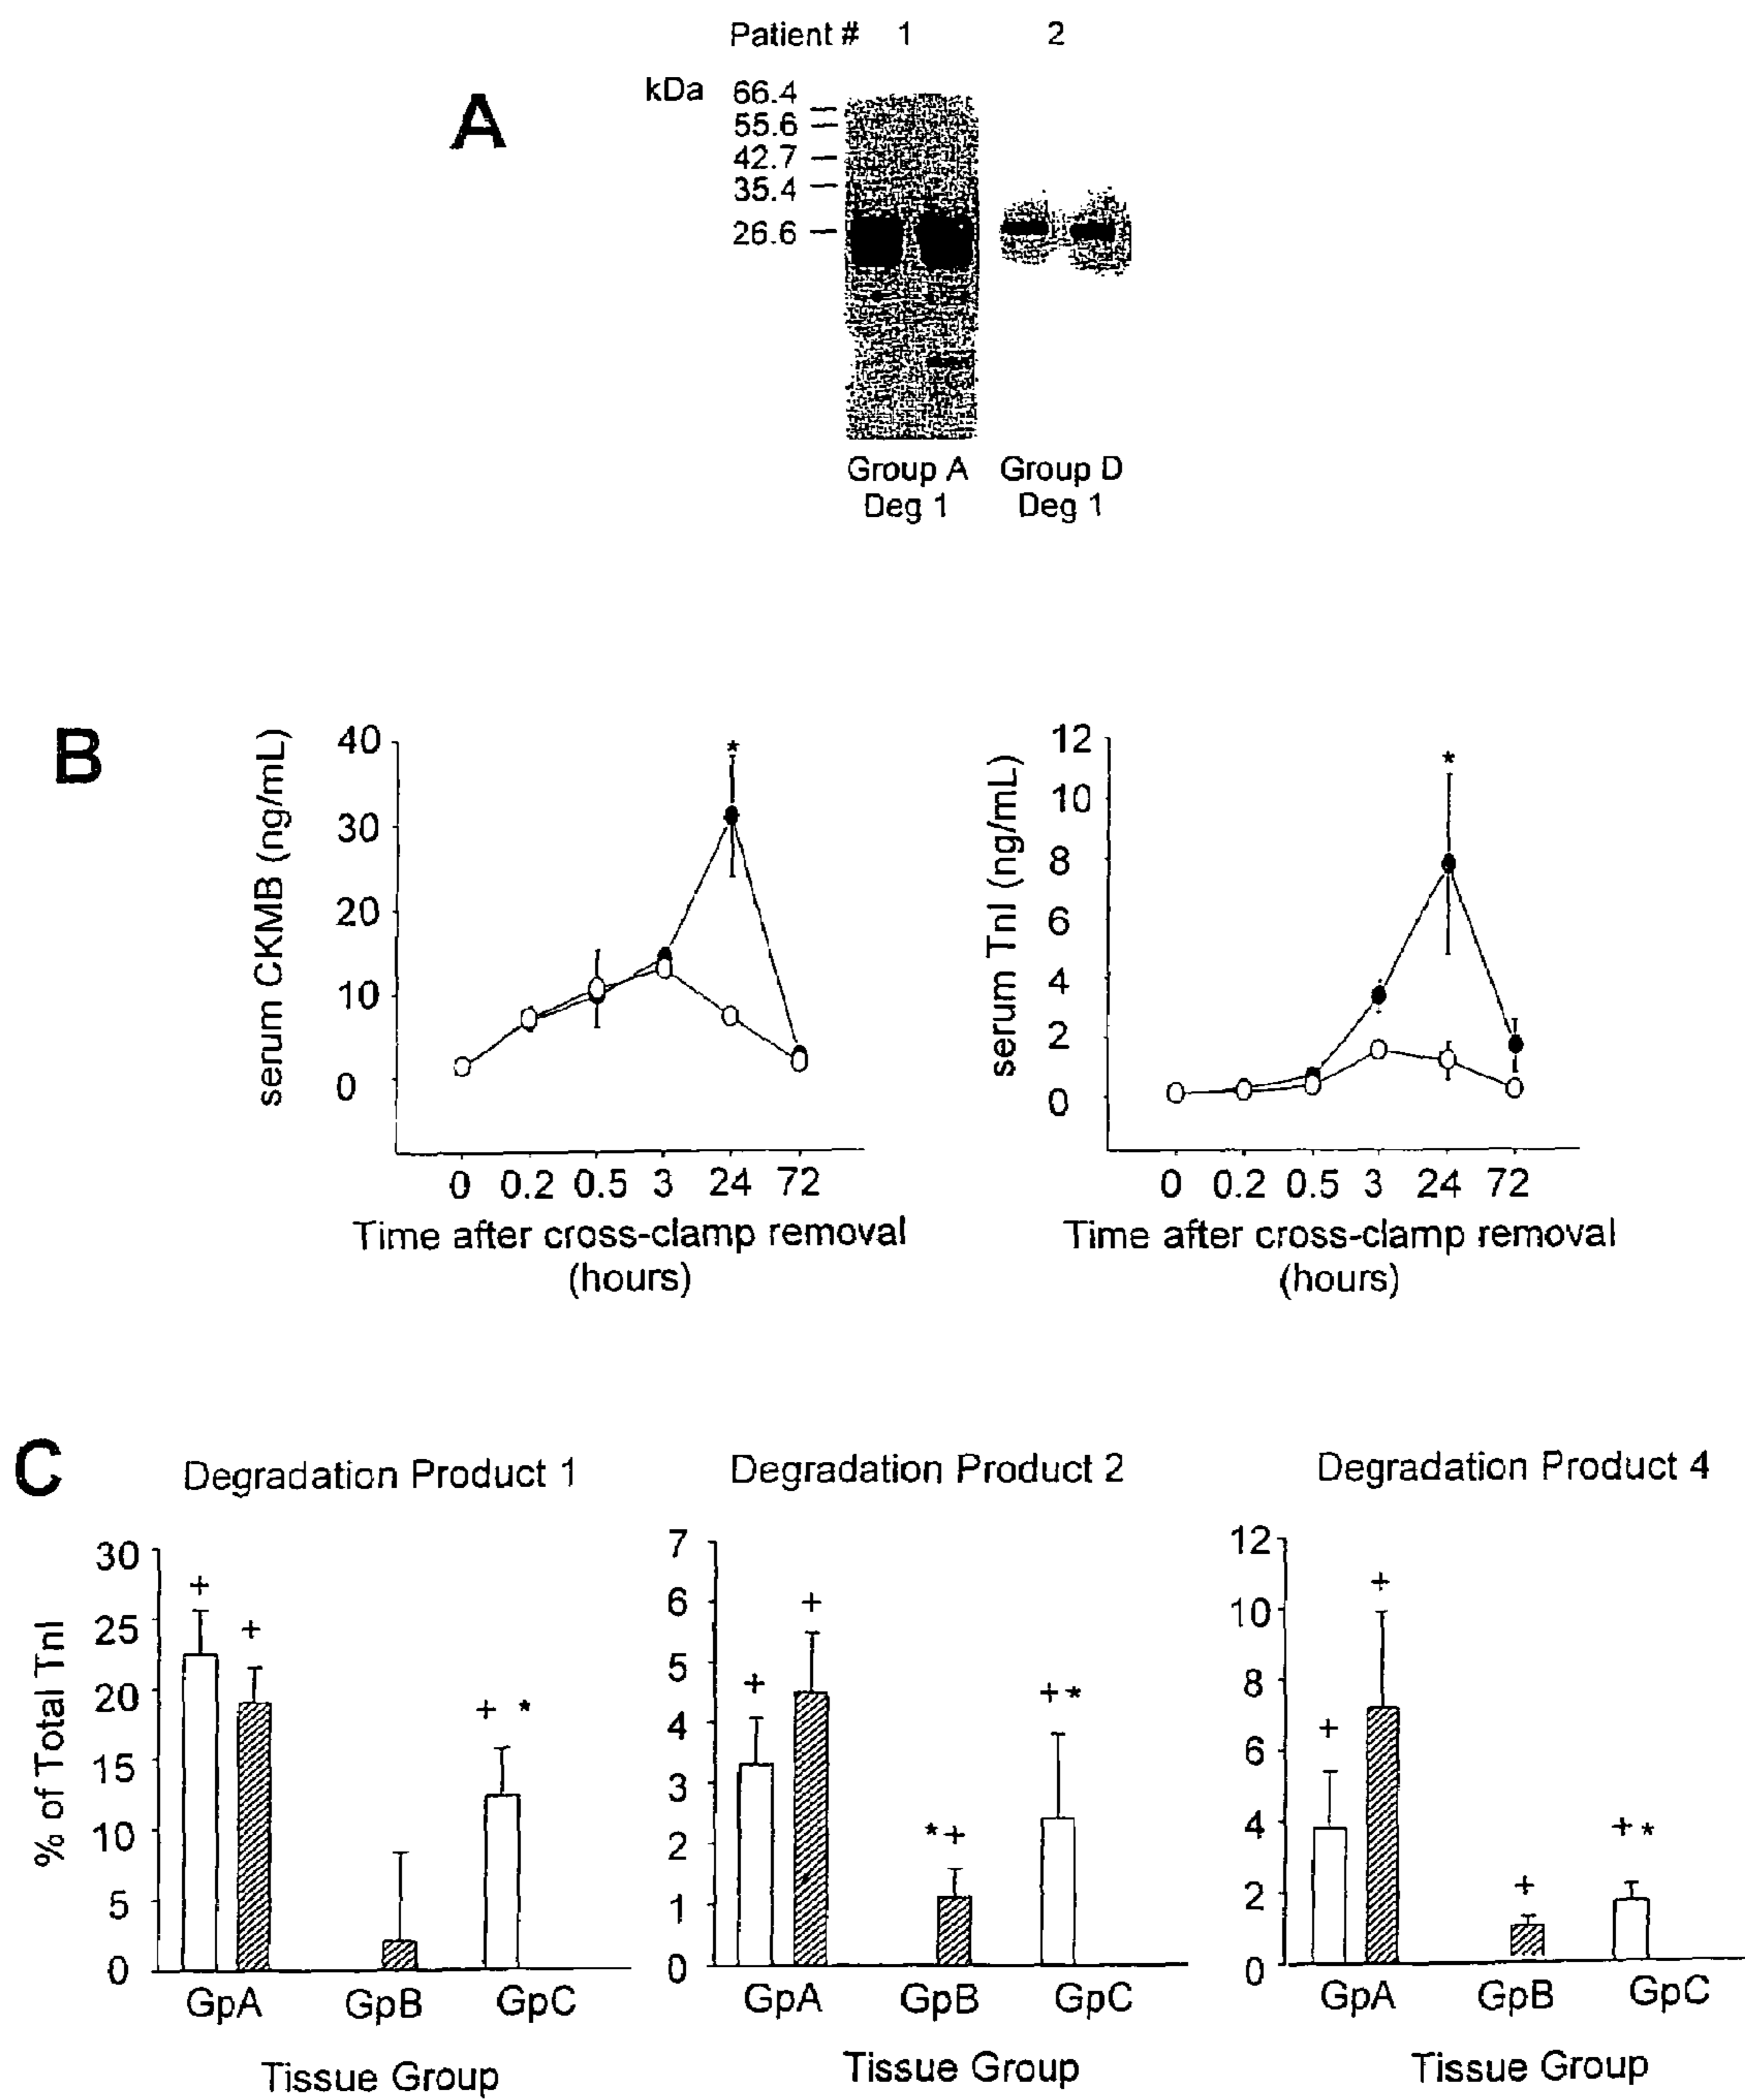 Patient # 1 2
A
kDa 66.4
55.6
42.7
35.4
26.6
Group A Group D
Deg 1 Deg 1
B
serum CKMB (ng/mL)
40
30
20
10
0
*
0 0.2 0.5 3 24 72
Time after cross-clamp removal
(hours)
serum TnI (ng/mL)
12
10
8
6
4
2
0
*
0 0.2 0.5 3 24 72
Time after cross-clamp removal
(hours)
C
Degradation Product 1
% of Total TnI
30
25
20
15
10
5
0
+ + + *
GpA GpB GpC
Tissue Group
Degradation Product 2
7
6
5
4
3
2
1
0
+ + * + + *
GpA GpB GpC
Tissue Group
Degradation Product 4
12
10
8
6
4
2
0
+ + + + *
GpA GpB GpC
Tissue Group